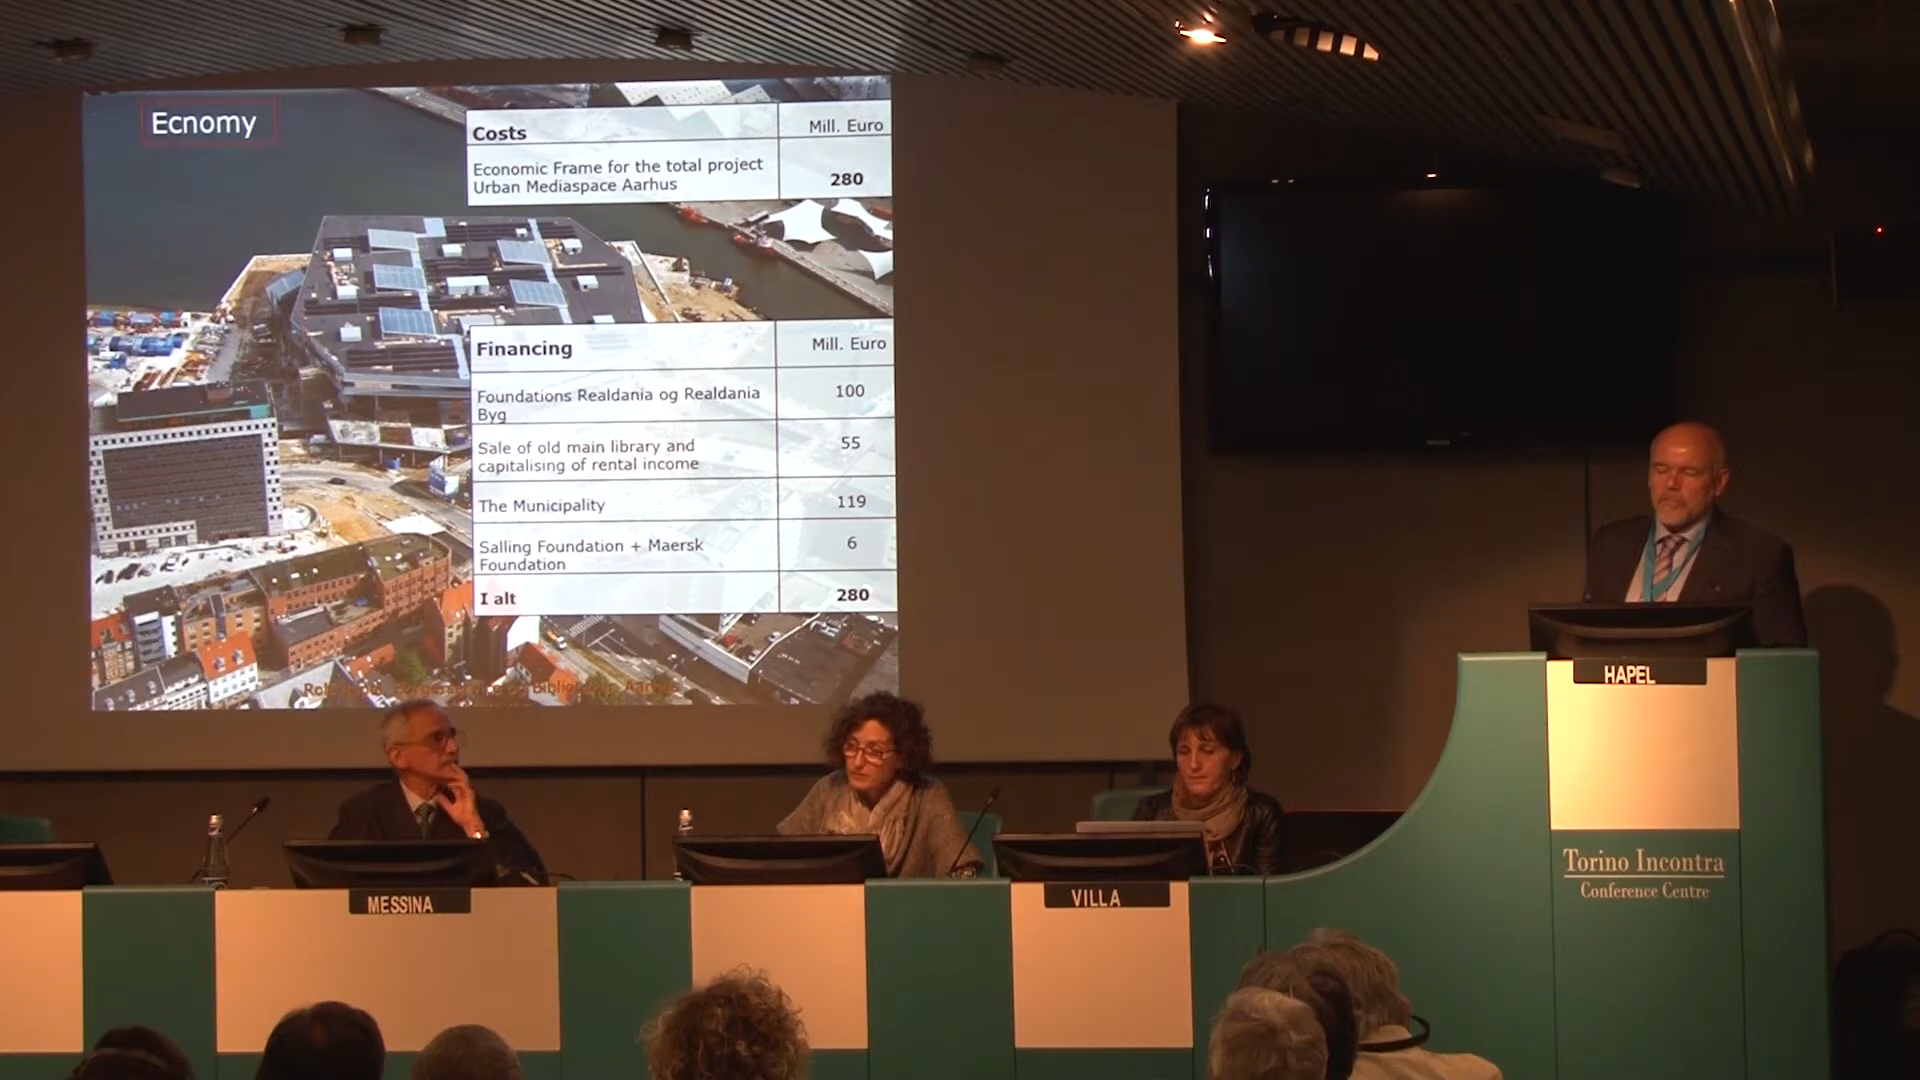 Ecnomy
Costs Mill. Euro
Economic Frame for the total project
Urban Mediaspace Aarhus 280
Financing Mill. Euro
Foundations Realdania og Realdania
Byg 100
Sale of old main library and
capitalising of rental income 55
The Municipality 119
Salling Foundation + Maersk
Foundation 6
I alt 280
HAPEL
Torino Incontra
Conference Centre
MESSINA
VILLA